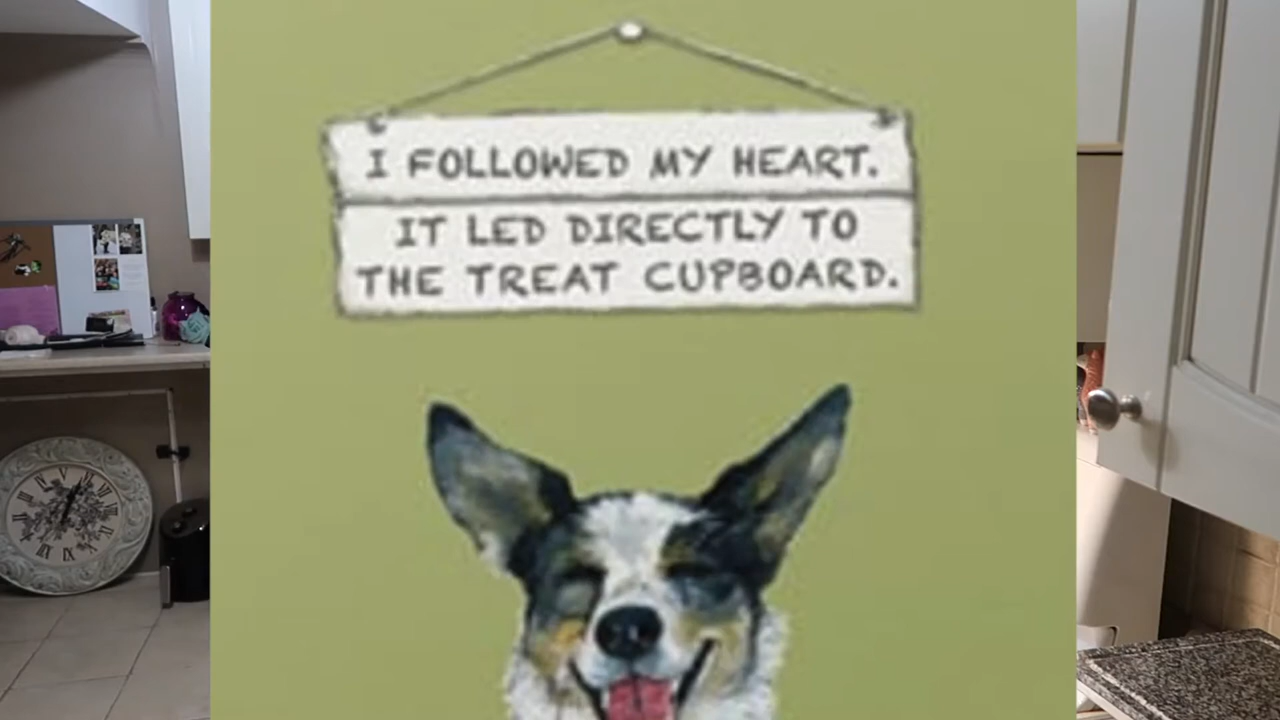 I FOLLOWED MY HEART.
IT LED DIRECTLY TO
THE TREAT CUPBOARD.